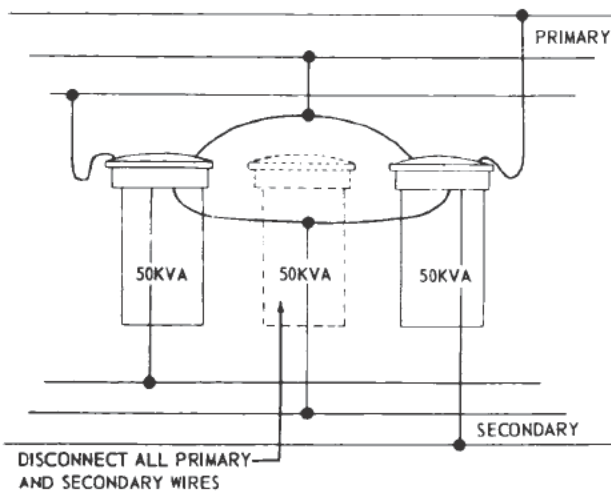 PRIMARY
50KVA
50KVA
50KVA
SECONDARY
DISCONNECT ALL PRIMARY
AND SECONDARY WIRES